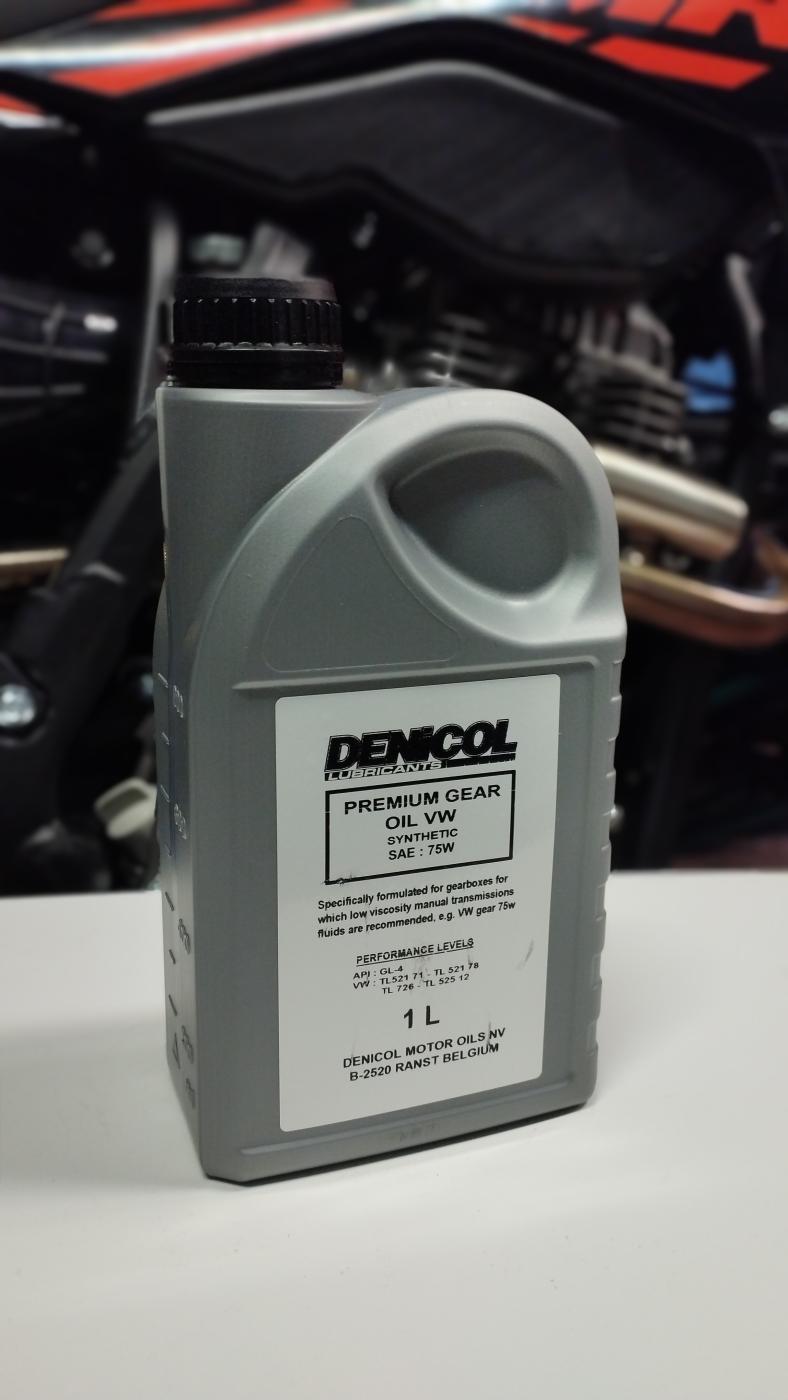 DENICOL
LUBRICANTS
PREMIUM GEAR
OIL VW
SYNTHETIC
SAE : 75W
Specifically formulated for gearboxes for
which low viscosity manual transmissions
fluids are recommended, e.g. VW gear 75w
PERFORMANCE LEVELS
API : GL-4
VW : TL521 71 - TL 521 78
TL 726 - TL 525 12
1 L
DENICOL MOTOR OILS NV
B-2520 RANST BELGIUM